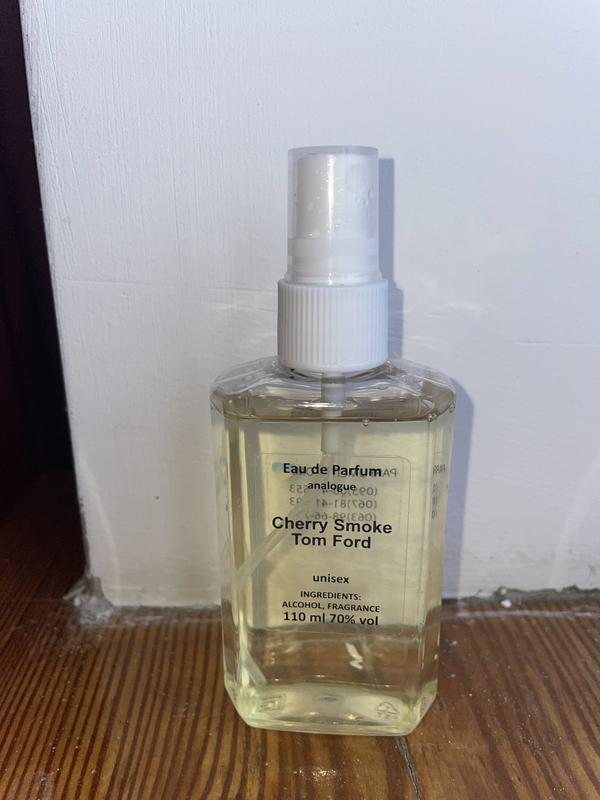 Eau de Parfum
analogue
Cherry Smoke
Tom Ford
unisex
INGREDIENTS:
ALCOHOL, FRAGRANCE
110 ml 70% vol